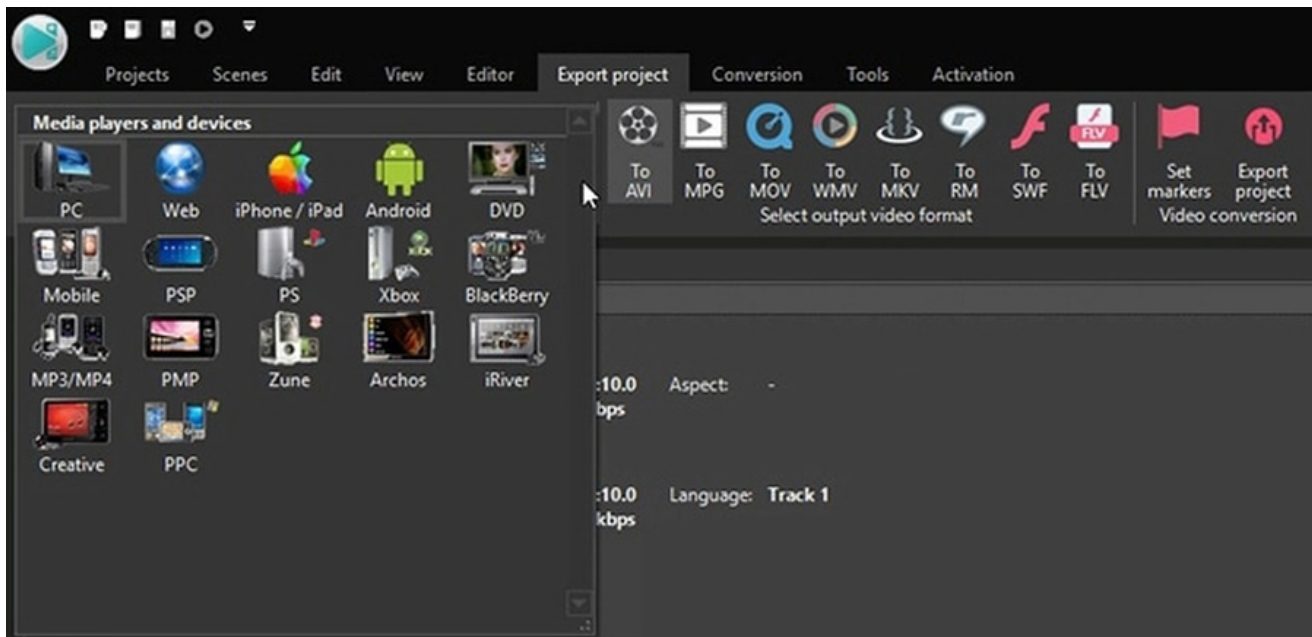 Projects Scenes Edit View Editor Export project Conversion Tools Activation
Media players and devices
PC Web iPhone / iPad Android DVD
Mobile PSP PS Xbox BlackBerry
MP3/MP4 PMP Zune Archos iRiver
Creative PPC
To To To To To To To To Set Export
AVI MPG MOV WMV MKV RM SWF FLV markers project
Select output video format Video conversion
FLV
:10.0 Aspect: -
bps
:10.0 Language: Track 1
kbps